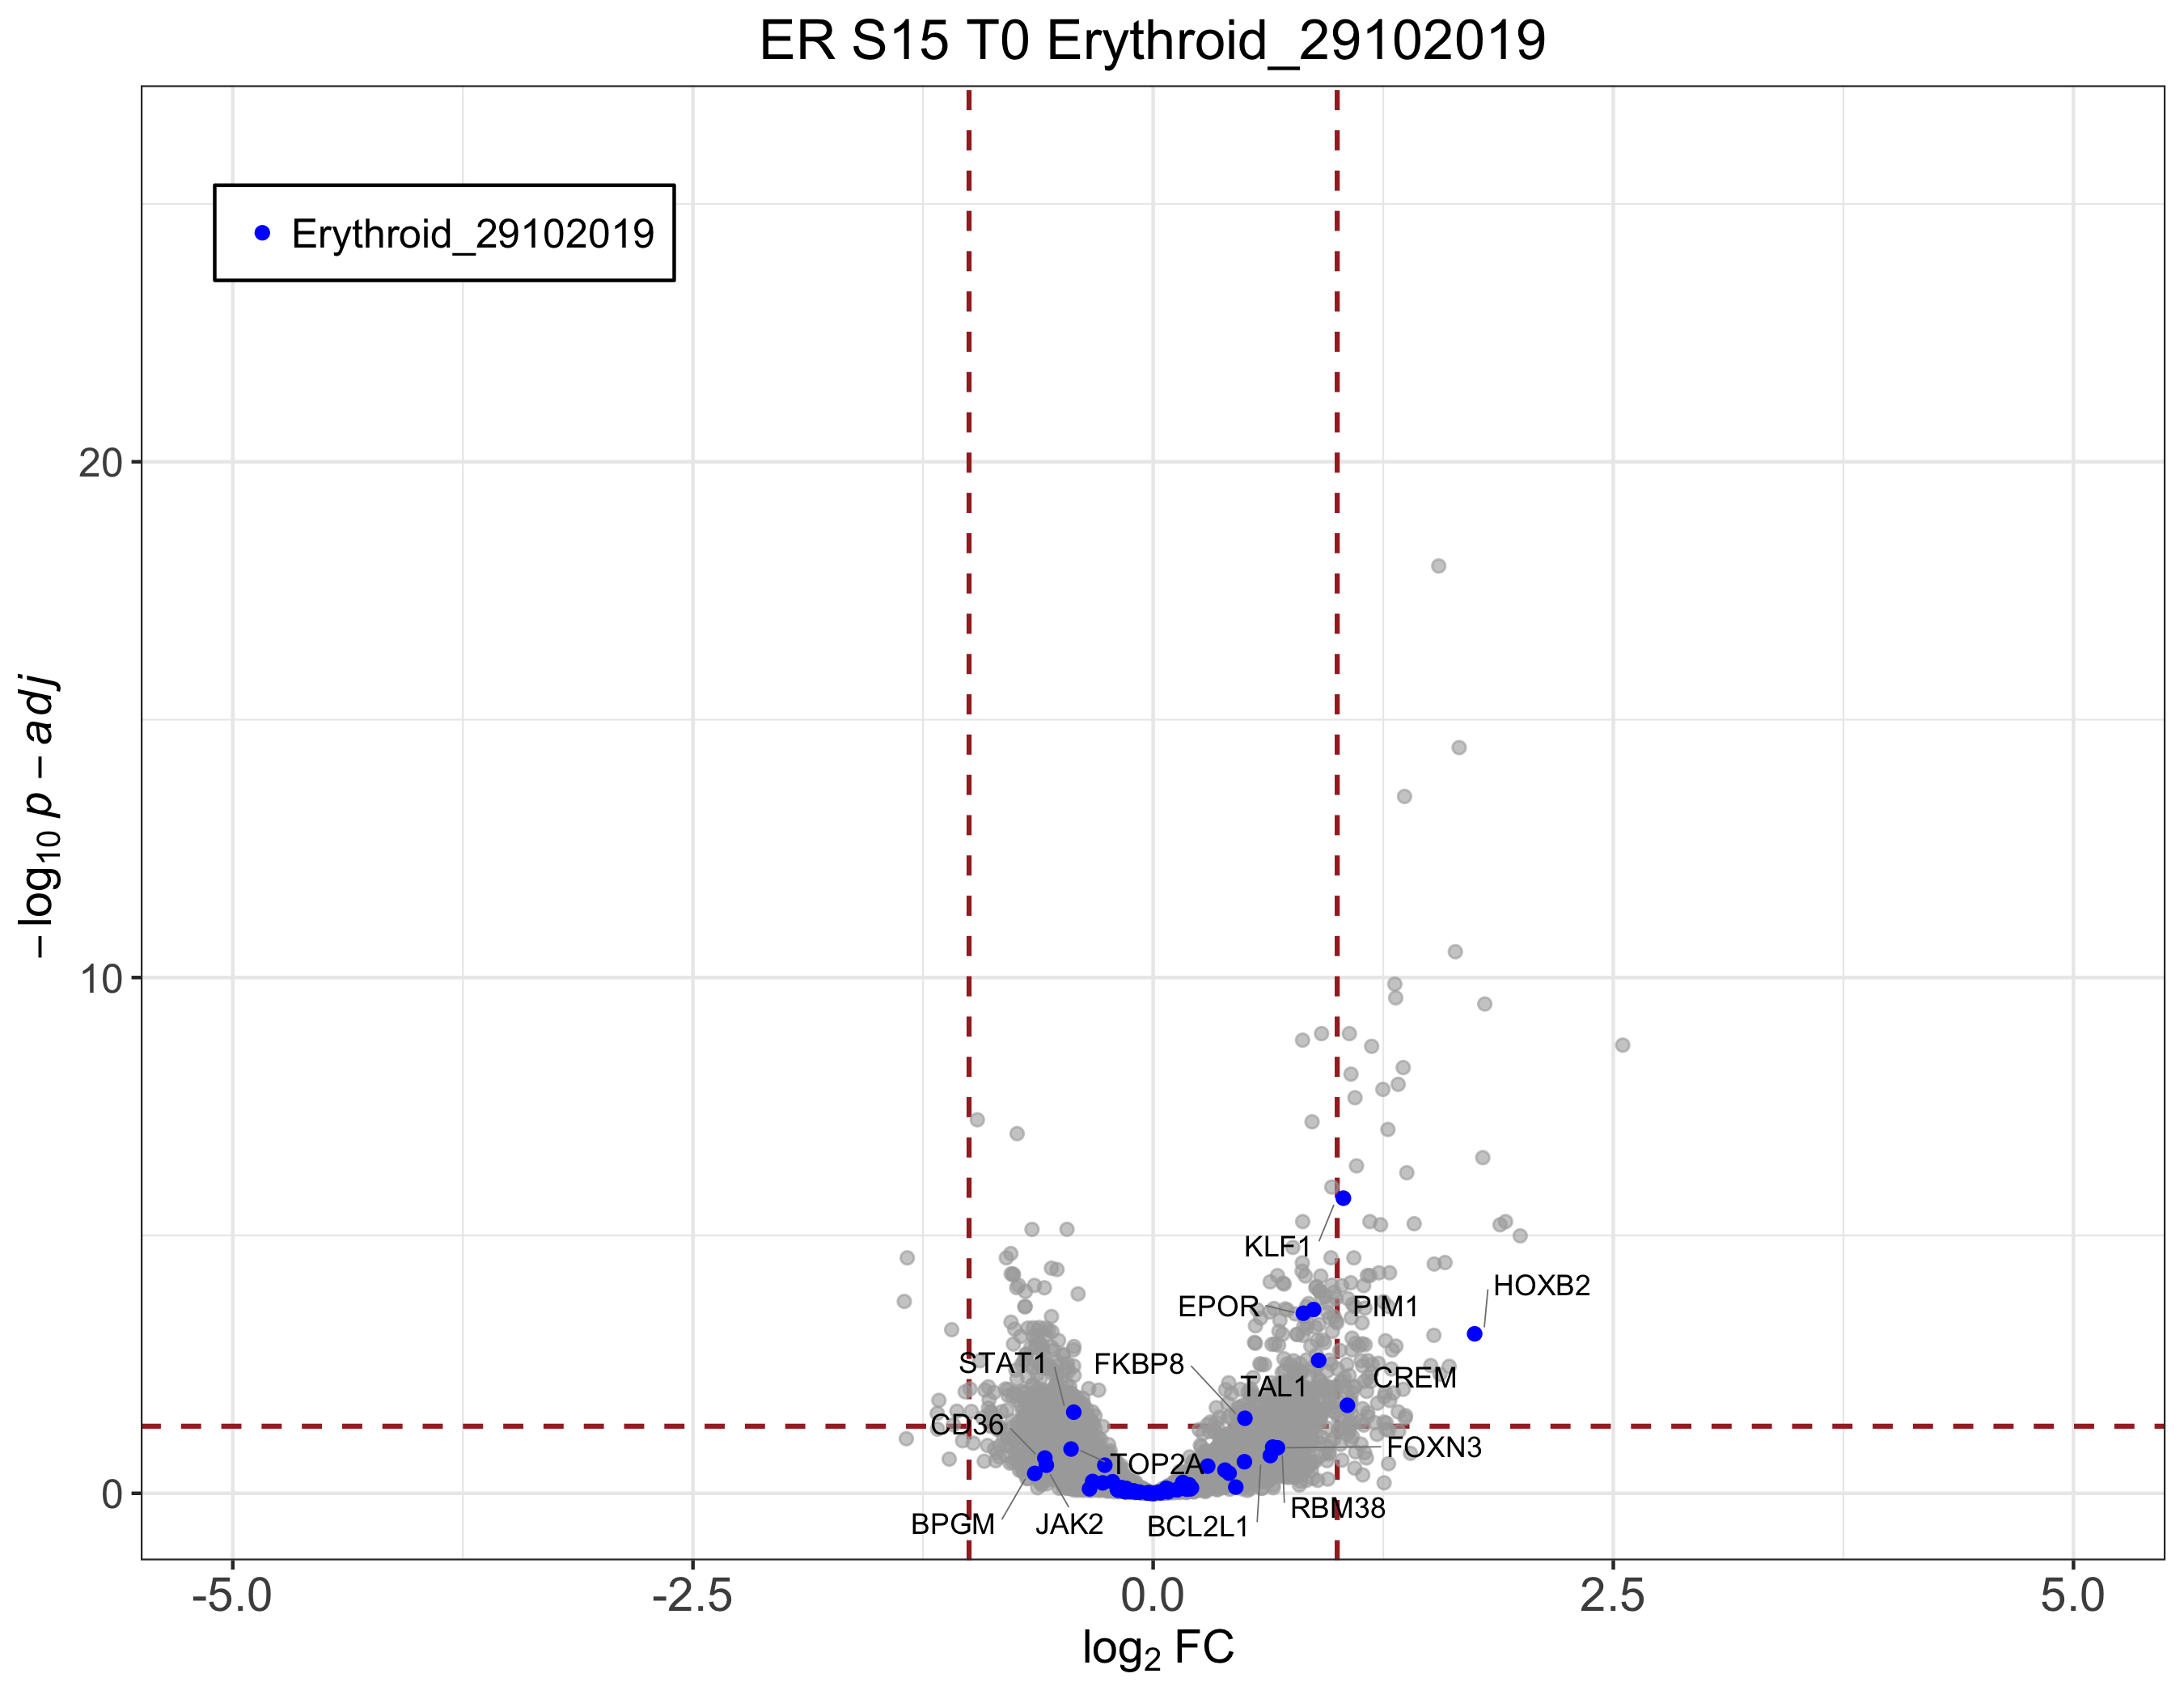 ER S15 T0 Erythroid_29102019
Erythroid_29102019
20
10
0
−log10 p − adj
KLF1
HOXB2
EPOR
PIM1
STAT1
FKBP8
CREM
TAL1
CD36
FOXN3
TOP2A
RBM38
BPGM
JAK2
BCL2L1
-5.0
-2.5
0.0
2.5
5.0
log2 FC